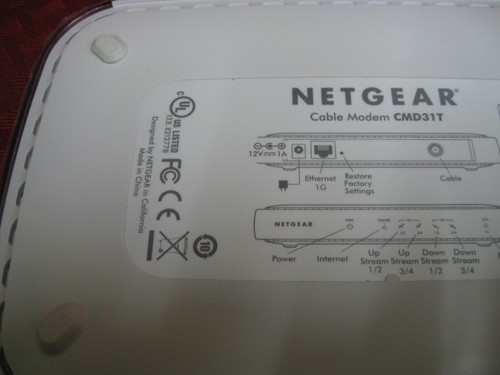 NETGEAR®
Cable Modem CMD31T
12V 1A
Ethernet
1G
Restore
Factory
Settings
Cable
NETGEAR
Power
Internet
Up
Stream
1/2
Up
Stream
3/4
Down
Stream
1/2
Down
Stream
3/4
c UL US LISTED
I.T.E. E212778
FC CE
Designed by NETGEAR in California
Made in China
10